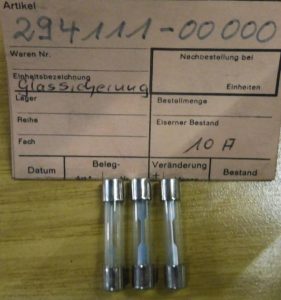 Artikel
294111-00000
Waren Nr.
Nachbestellung bei
Einheitsbezeichnung
Einheiten
Glassicherung
Lager
Bestellmenge
Reihe
Eiserner Bestand
Fach
10 A
Datum Beleg- Veränderung Bestand